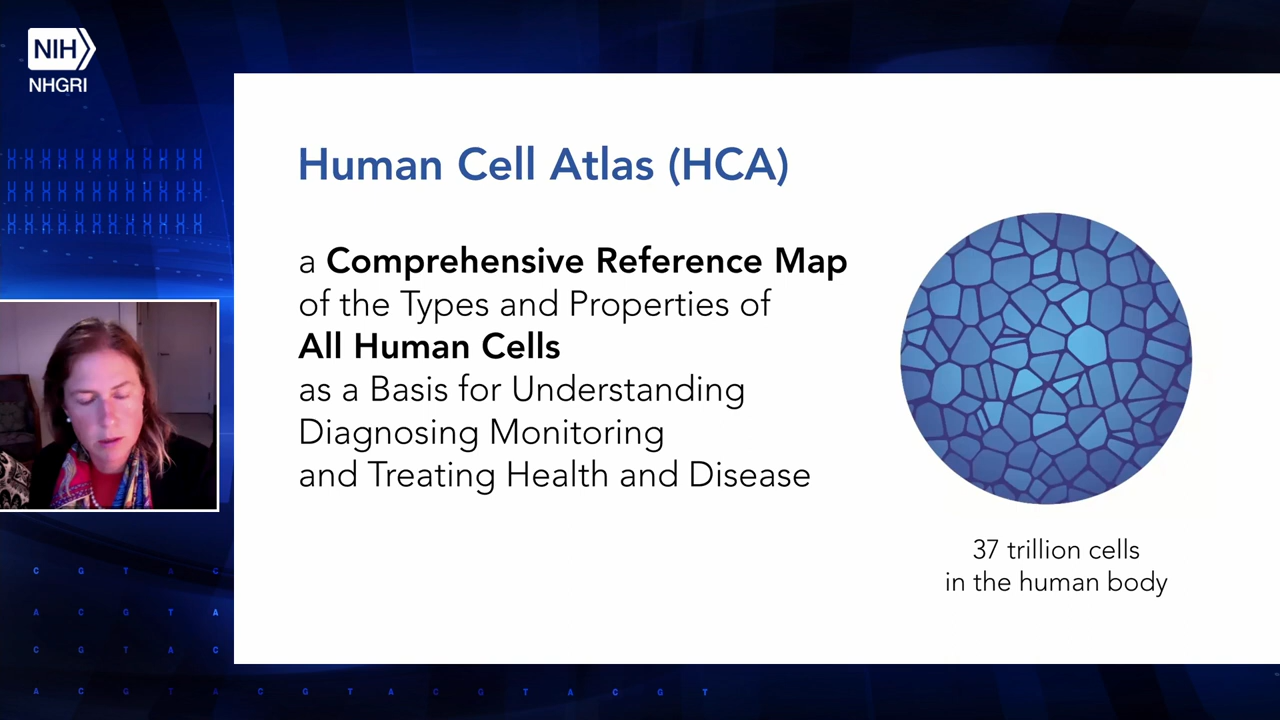 NIH
NHGRI
Human Cell Atlas (HCA)
a Comprehensive Reference Map
of the Types and Properties of
All Human Cells
as a Basis for Understanding
Diagnosing Monitoring
and Treating Health and Disease
37 trillion cells
in the human body
C G T A C
A C G T A
C G T A C
A C G T A C G T A C G T A C G T